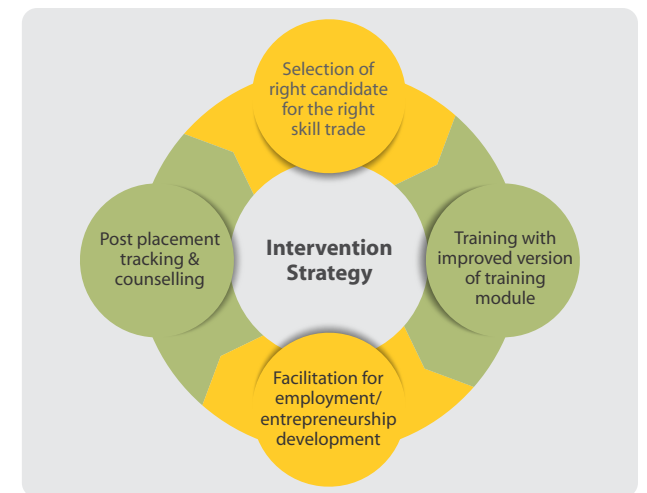 Selection of
right candidate
for the right
skill trade
Training with
improved version
of training
module
Facilitation for
employment/
entrepreneurship
development
Post placement
tracking &
counselling
Intervention
Strategy